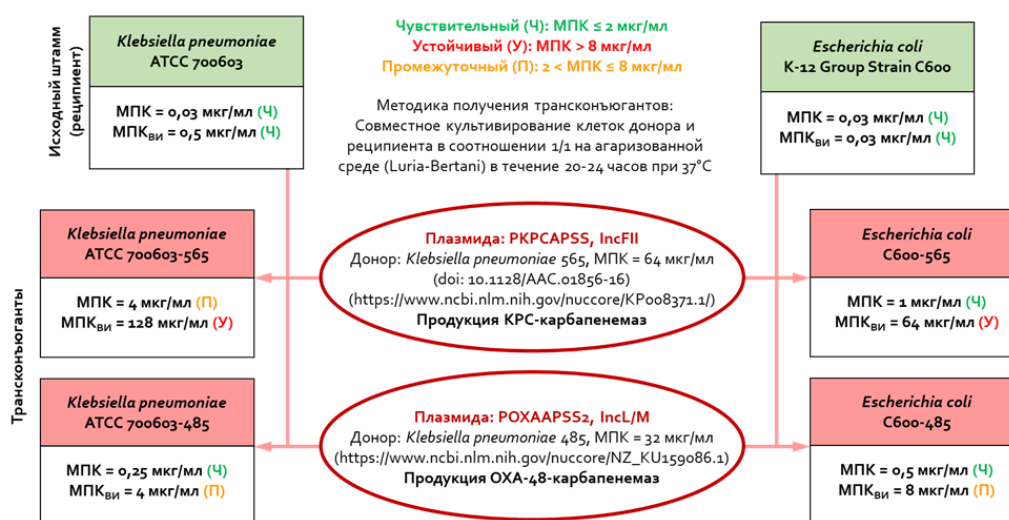 Исходный штамм
(реципиент)
Klebsiella pneumoniae
ATCC 700603
МПК = 0,03 мкг/мл (Ч)
МПКВИ = 0,5 мкг/мл (Ч)
Чувствительный (Ч): МПК ≤ 2 мкг/мл
Устойчивый (У): МПК > 8 мкг/мл
Промежуточный (П): 2 < МПК ≤ 8 мкг/мл
Методика получения трансконъюгантов:
Совместное культивирование клеток донора и
реципиента в соотношении 1/1 на агаризованной
среде (Luria-Bertani) в течение 20-24 часов при 37°C
Escherichia coli
K-12 Group Strain C600
МПК = 0,03 мкг/мл (Ч)
МПКВИ = 0,03 мкг/мл (Ч)
Трансконъюганты
Klebsiella pneumoniae
ATCC 700603-565
МПК = 4 мкг/мл (П)
МПКВИ = 128 мкг/мл (У)
Плазмида: PKPCAPSS, IncFII
Донор: Klebsiella pneumoniae 565, МПК = 64 мкг/мл
(doi: 10.1128/AAC.01856-16)
(https://www.ncbi.nlm.nih.gov/nuccore/KP008371.1/)
Продукция KPC-карбапенемаз
Escherichia coli
C600-565
МПК = 1 мкг/мл (Ч)
МПКВИ = 64 мкг/мл (У)
Klebsiella pneumoniae
ATCC 700603-485
МПК = 0,25 мкг/мл (Ч)
МПКВИ = 4 мкг/мл (П)
Плазмида: POXAAPSS2, IncL/M
Донор: Klebsiella pneumoniae 485, МПК = 32 мкг/мл
(https://www.ncbi.nlm.nih.gov/nuccore/NZ_KU159086.1)
Продукция OXA-48-карбапенемаз
Escherichia coli
C600-485
МПК = 0,5 мкг/мл (Ч)
МПКВИ = 8 мкг/мл (П)